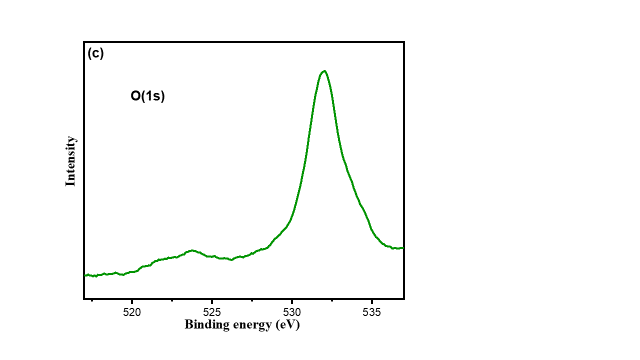 (c)
O(1s)
Intensity
520 525 530 535
Binding energy (eV)